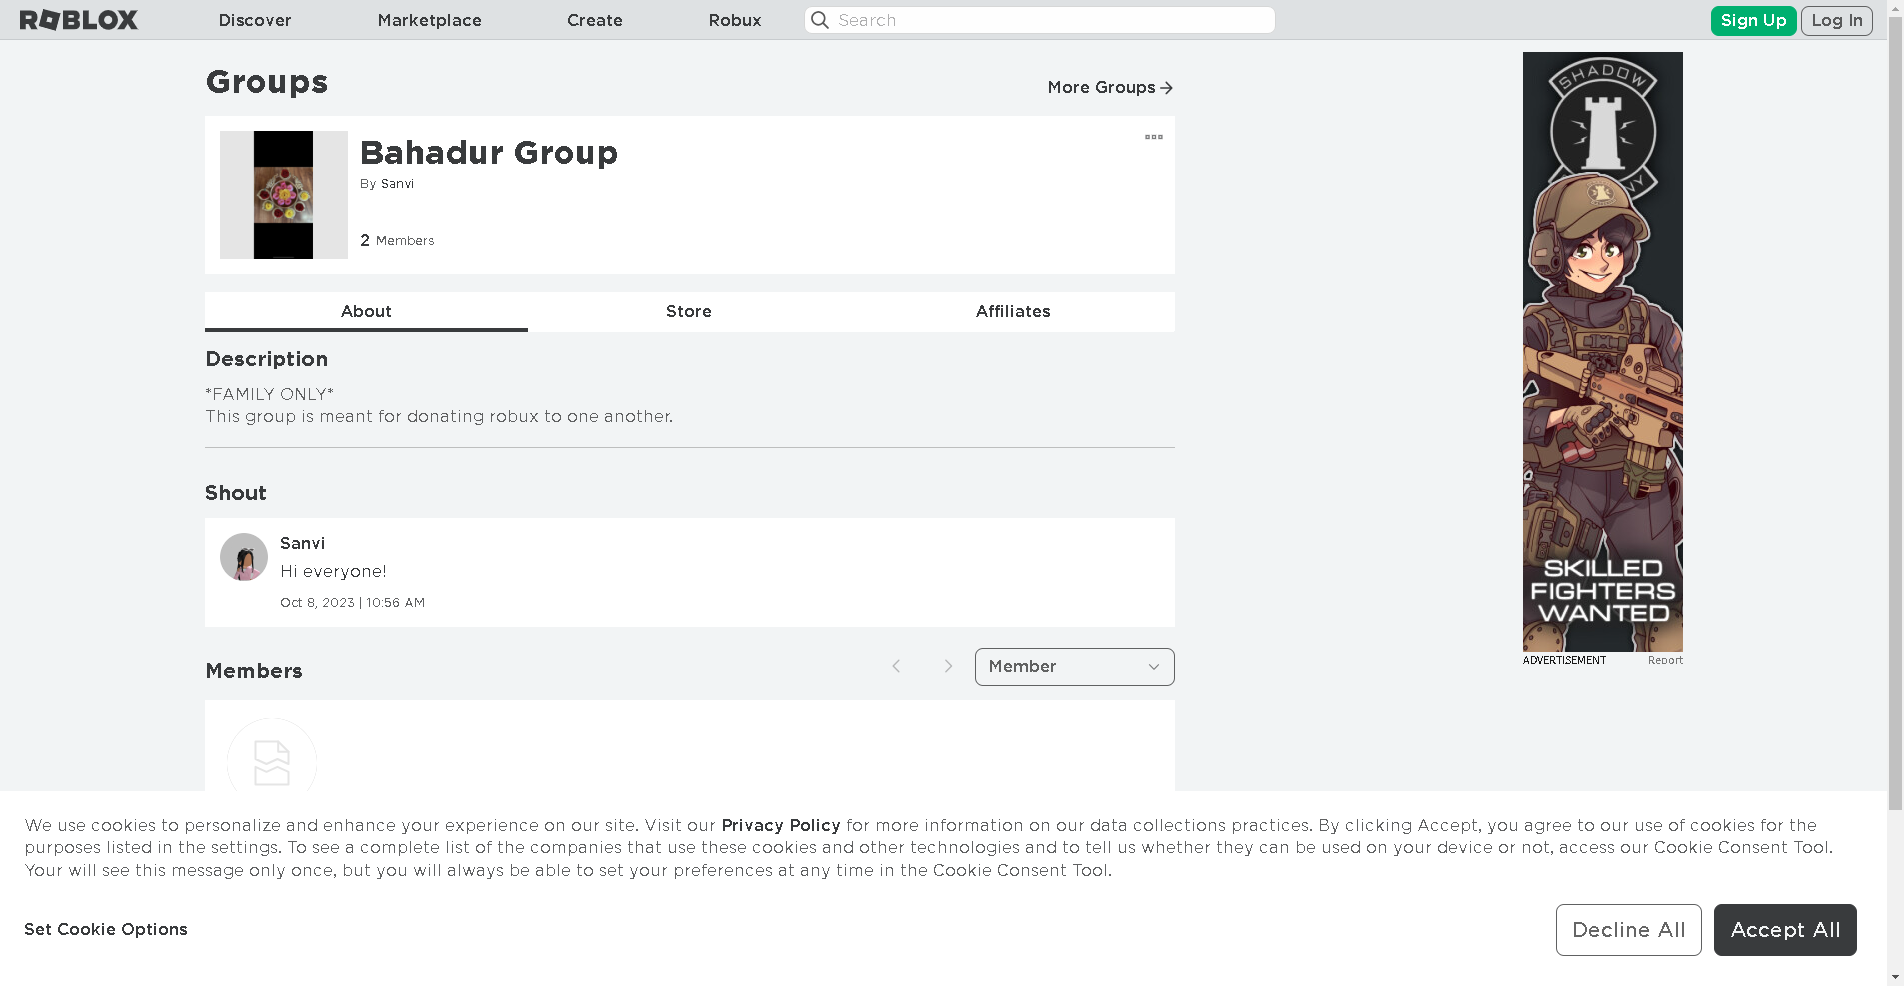 ROBLOX Discover Marketplace Create Robux Search Sign Up Log In
Groups
More Groups
Bahadur Group
By Sanvi
2 Members
About Store Affiliates
Description
*FAMILY ONLY*
This group is meant for donating robux to one another.
Shout
Sanvi
Hi everyone!
Oct 8, 2023 | 10:56 AM
Members
Member
SHADOW
SKILLED
FIGHTERS
WANTED
ADVERTISEMENT Report
We use cookies to personalize and enhance your experience on our site. Visit our Privacy Policy for more information on our data collections practices. By clicking Accept, you agree to our use of cookies for the
purposes listed in the settings. To see a complete list of the companies that use these cookies and other technologies and to tell us whether they can be used on your device or not, access our Cookie Consent Tool.
Your will see this message only once, but you will always be able to set your preferences at any time in the Cookie Consent Tool.
Set Cookie Options
Decline All Accept All